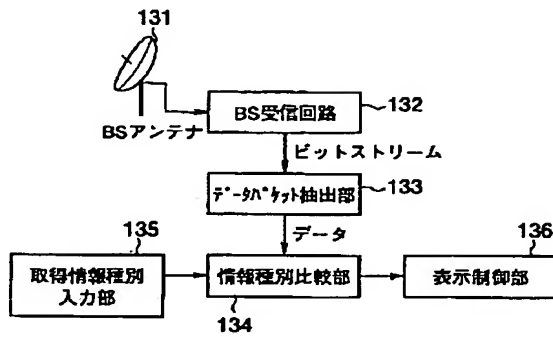 131
BSアンテナ
BS受信回路
132
ビットストリーム
データパケット抽出部
133
データ
135
取得情報種別
入力部
情報種別比較部
134
136
表示制御部